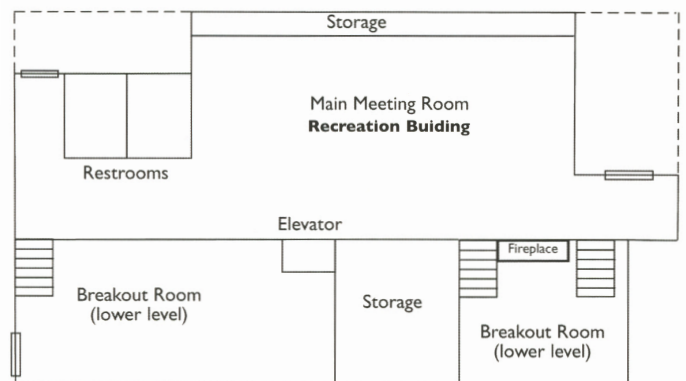 Storage
Main Meeting Room
Recreation Buiding
Restrooms
Elevator
Fireplace
Breakout Room
(lower level)
Storage
Breakout Room
(lower level)